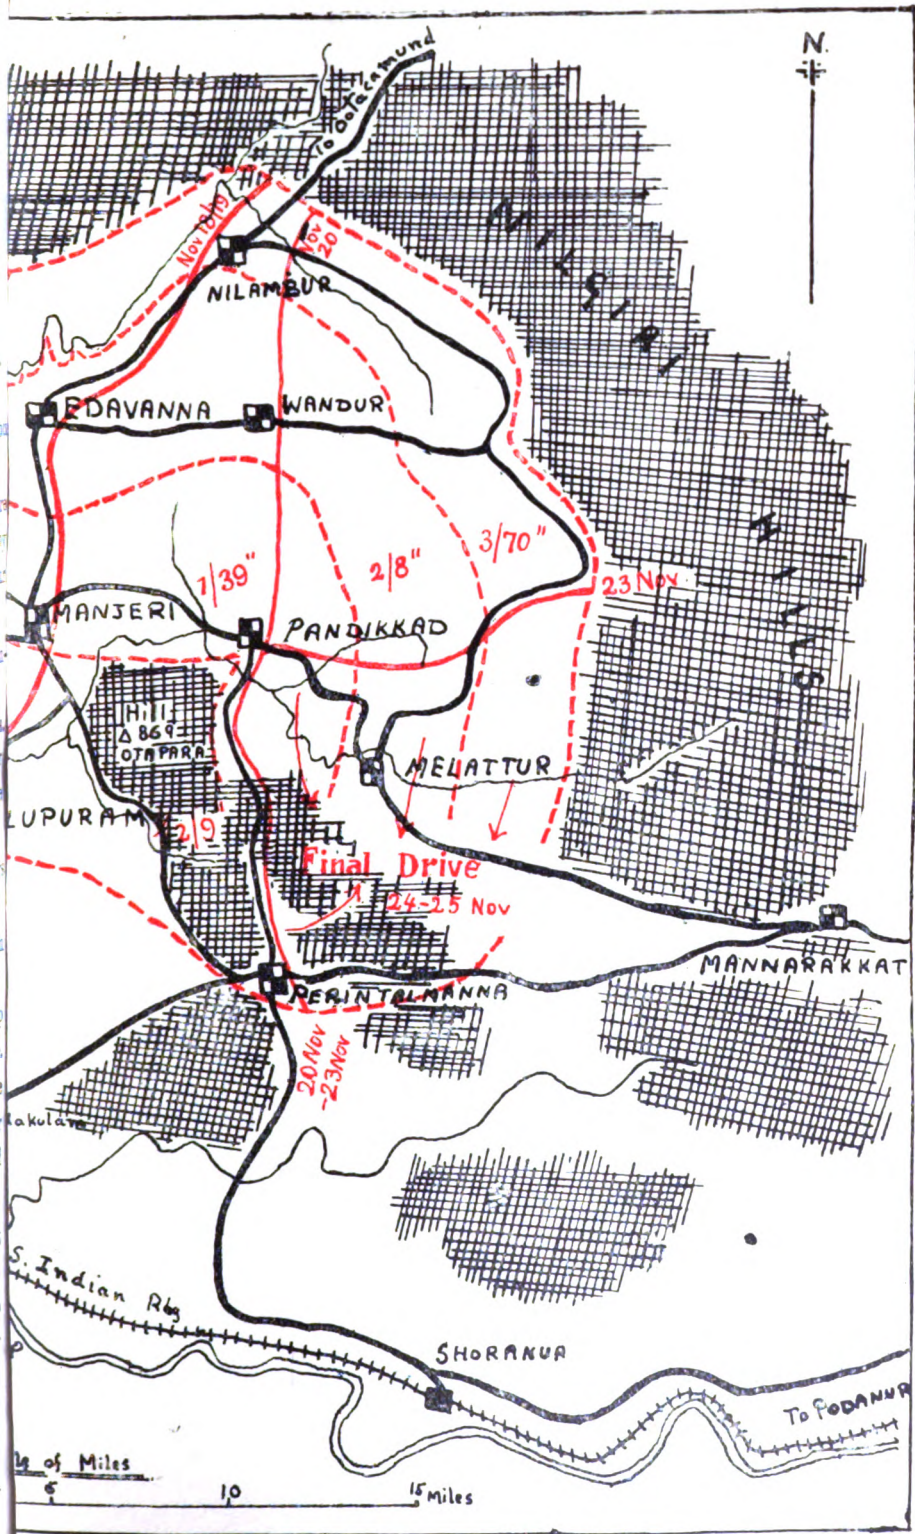 N.
To Ootacamund
Nov 18/19
Nov
20
NILGIRI
NILAMBUR
EDAVANNA
WANDUR
HILLS
3/70"
2/8"
1/39"
23 Nov
MANJERI
PANDIKKAD
Hill
Δ 869
OTAPARA
MELATTUR
LUPURAM
2/9
Final Drive
24-25 Nov
MANNARAKKAT
PERINTALMANNA
20 Nov
-23 Nov
S. Indian Rly
SHORANUR
To PODANUR
of Miles
5 10 15 Miles